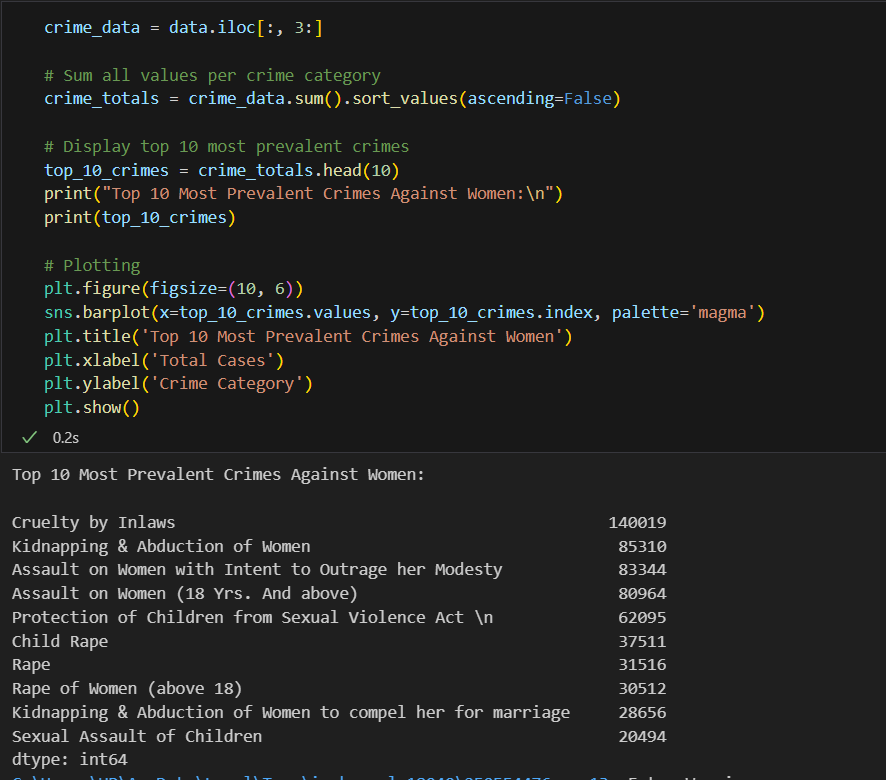 crime_data = data.iloc[:, 3:]
# Sum all values per crime category
crime_totals = crime_data.sum().sort_values(ascending=False)
# Display top 10 most prevalent crimes
top_10_crimes = crime_totals.head(10)
print("Top 10 Most Prevalent Crimes Against Women:\n")
print(top_10_crimes)
# Plotting
plt.figure(figsize=(10, 6))
sns.barplot(x=top_10_crimes.values, y=top_10_crimes.index, palette='magma')
plt.title('Top 10 Most Prevalent Crimes Against Women')
plt.xlabel('Total Cases')
plt.ylabel('Crime Category')
plt.show()
0.2s
Top 10 Most Prevalent Crimes Against Women:
Cruelty by Inlaws 140019
Kidnapping & Abduction of Women 85310
Assault on Women with Intent to Outrage her Modesty 83344
Assault on Women (18 Yrs. And above) 80964
Protection of Children from Sexual Violence Act \n 62095
Child Rape 37511
Rape 31516
Rape of Women (above 18) 30512
Kidnapping & Abduction of Women to compel her for marriage 28656
Sexual Assault of Children 20494
dtype: int64